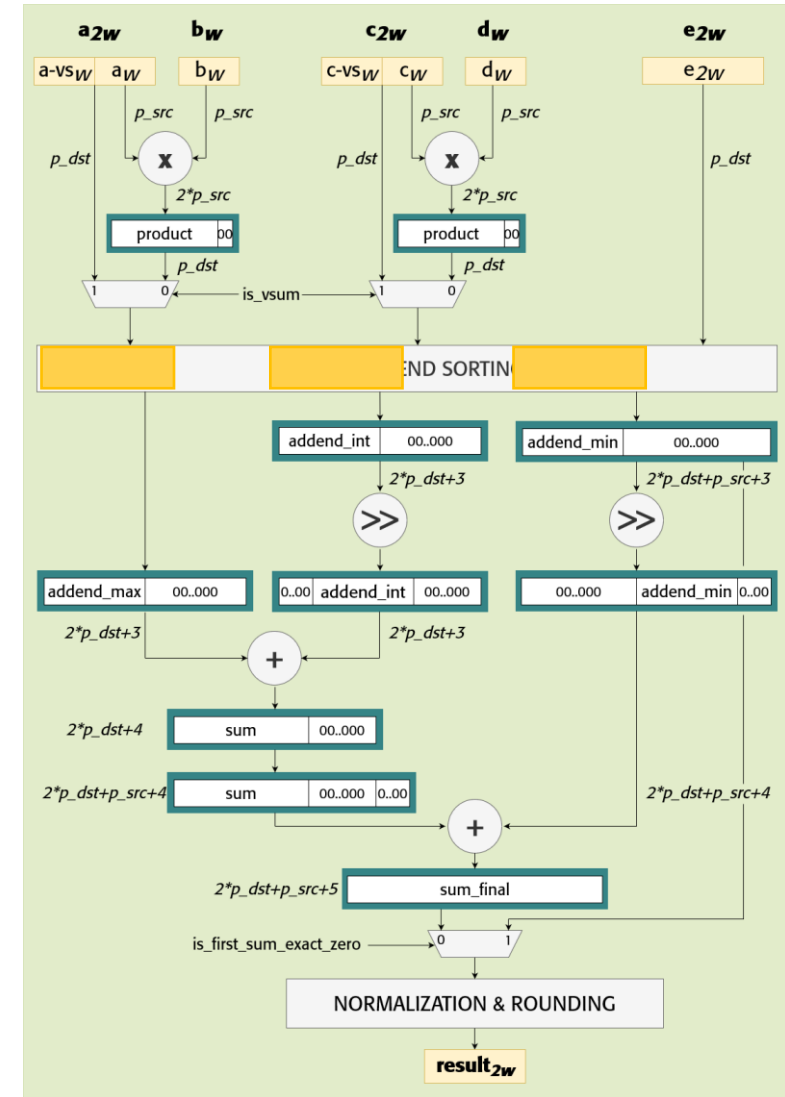 a2w bw c2w dw e2w
a-vsw aw bw c-vsw cw dw e2w
p_src p_src p_src p_src
p_dst x p_dst x p_dst
2*p_src 2*p_src
product 00 product 00
p_dst p_dst
1 0 is_vsum 1 0
SORTIN
addend_int 00..000 addend_min 00..000
2*p_dst+3 2*p_dst+p_src+3
>> >>
addend_max 00..000 0..00 addend_int 00..000 00..000 addend_min 0..00
2*p_dst+3 2*p_dst+3
+
2*p_dst+4 sum 00..000
2*p_dst+p_src+4 sum 00..000 0..00 2*p_dst+p_src+4
+
2*p_dst+p_src+5 sum_final
is_first_sum_exact_zero 0 1
NORMALIZATION & ROUNDING
result2w